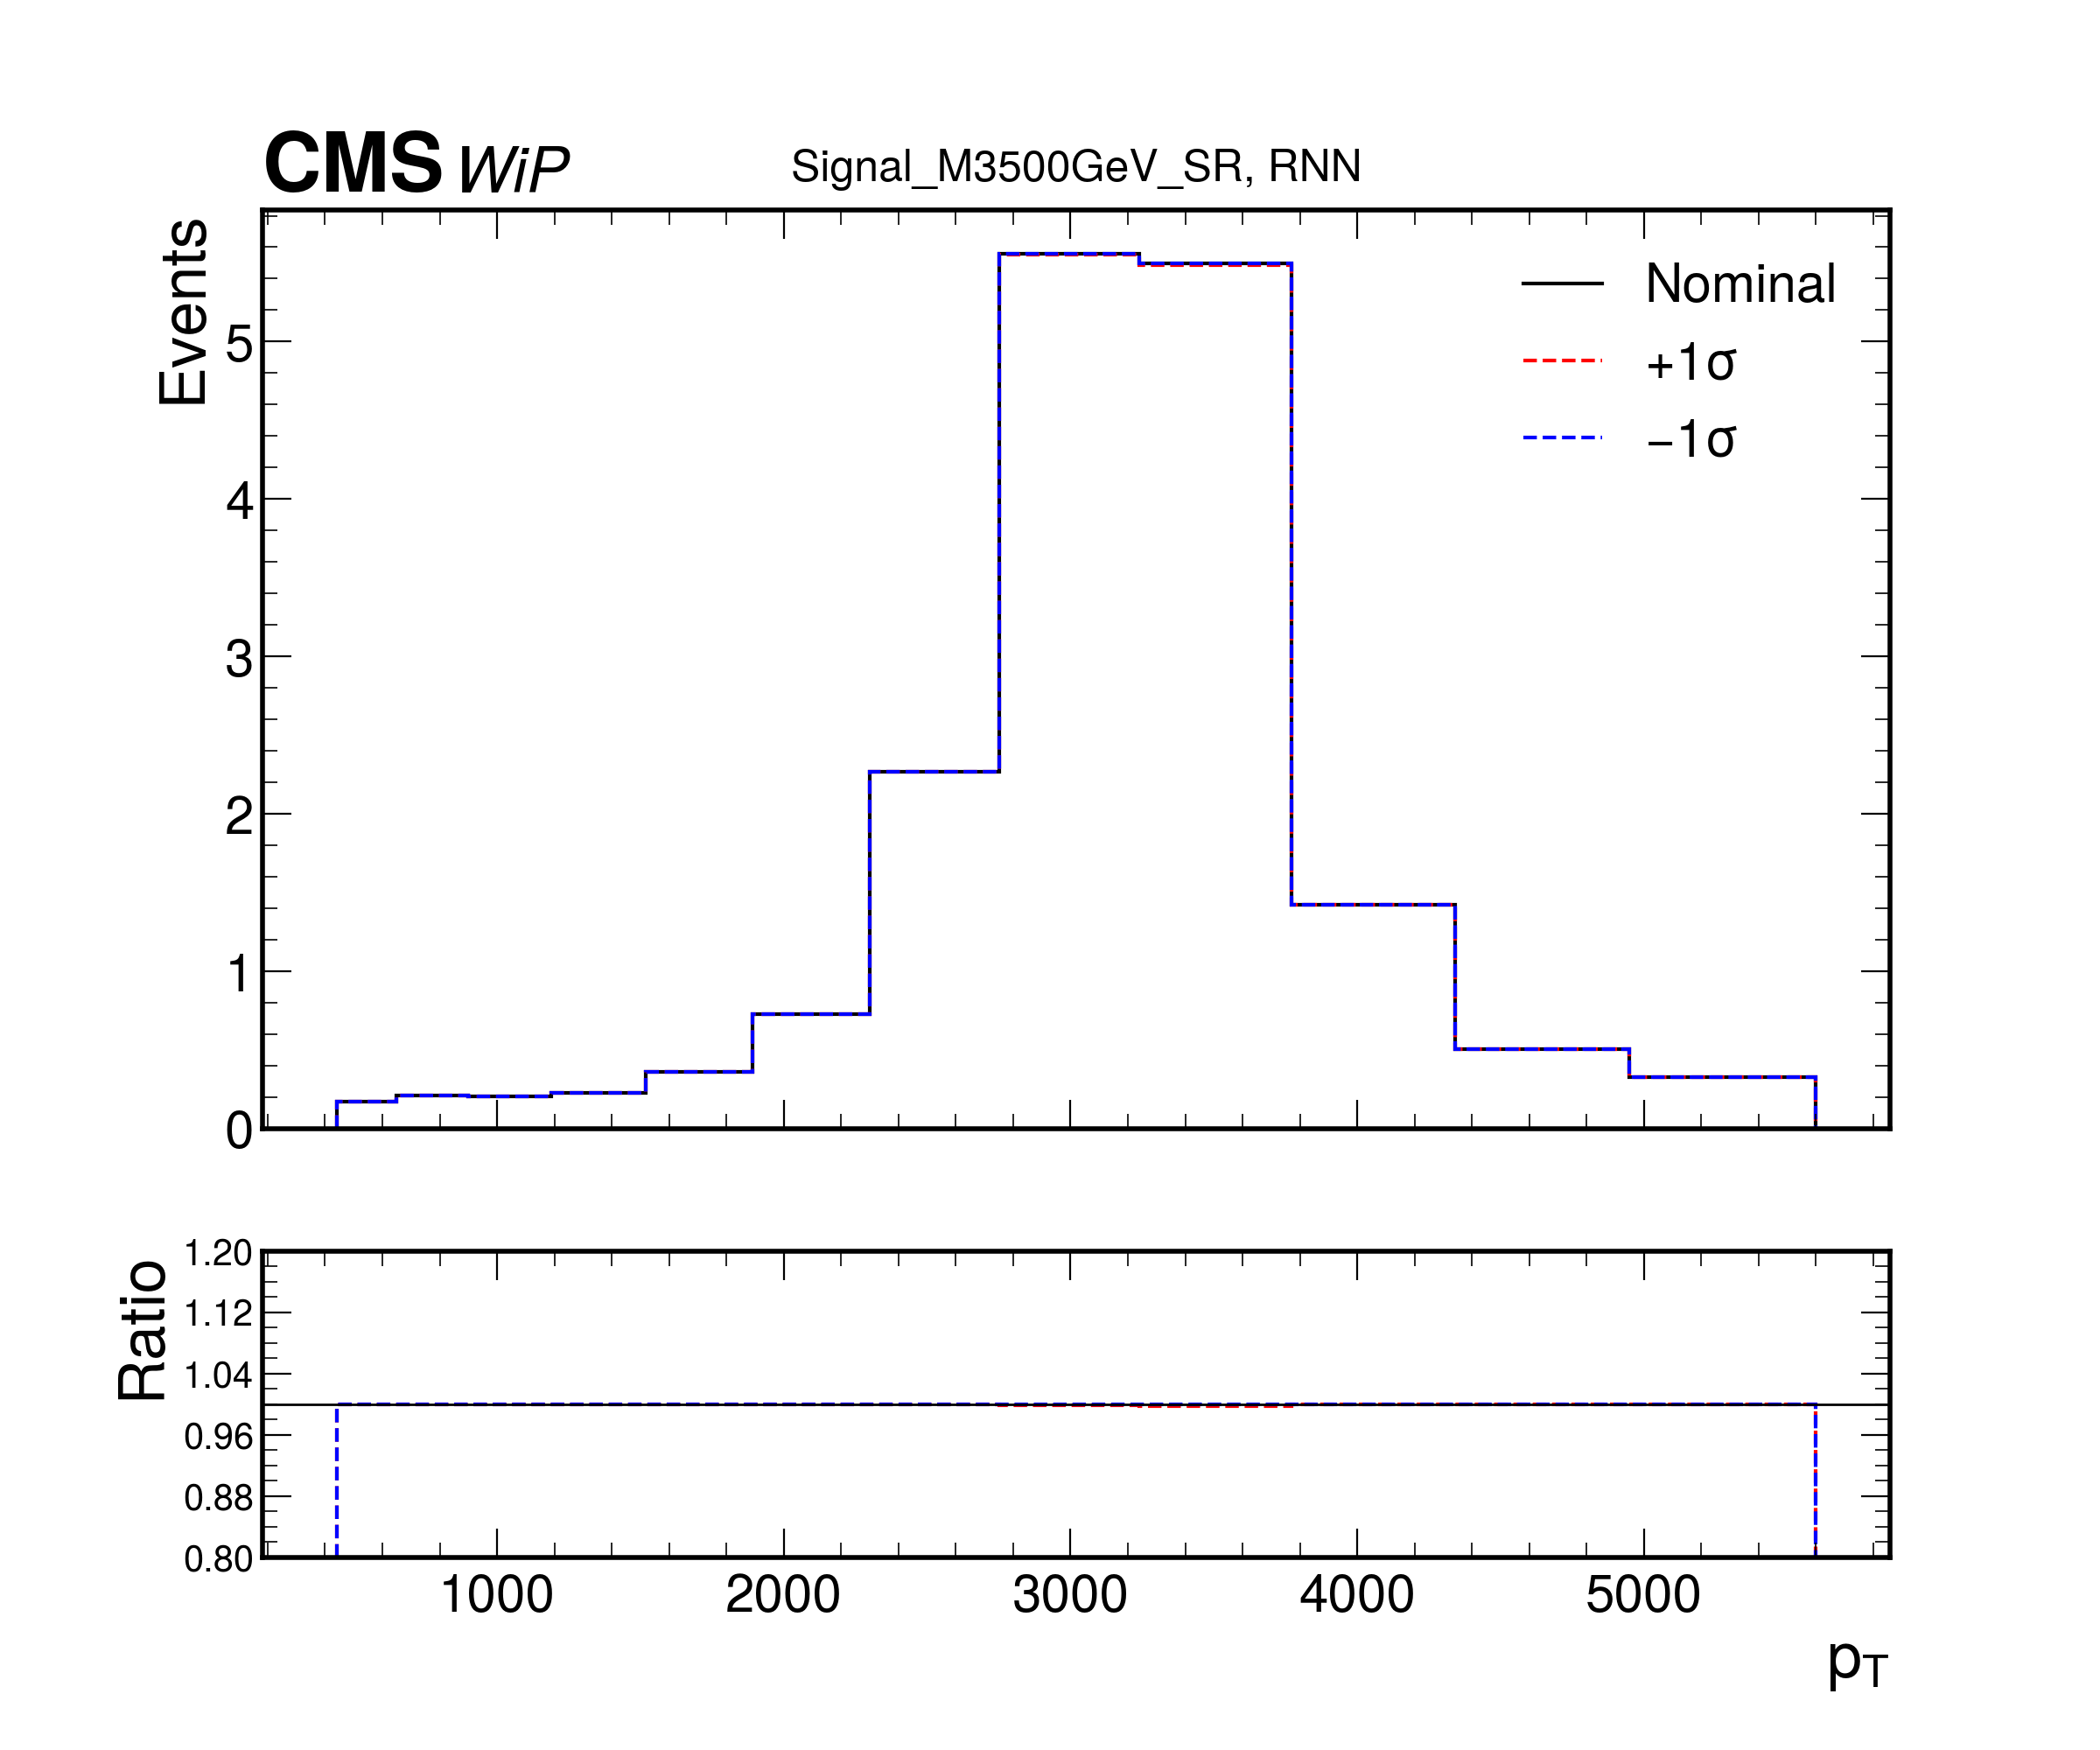 CMS WiP
Signal_M3500GeV_SR, RNN
Events
5
4
3
2
1
0
Nominal
+1σ
−1σ
Ratio
1.20
1.12
1.04
0.96
0.88
0.80
1000 2000 3000 4000 5000
pT